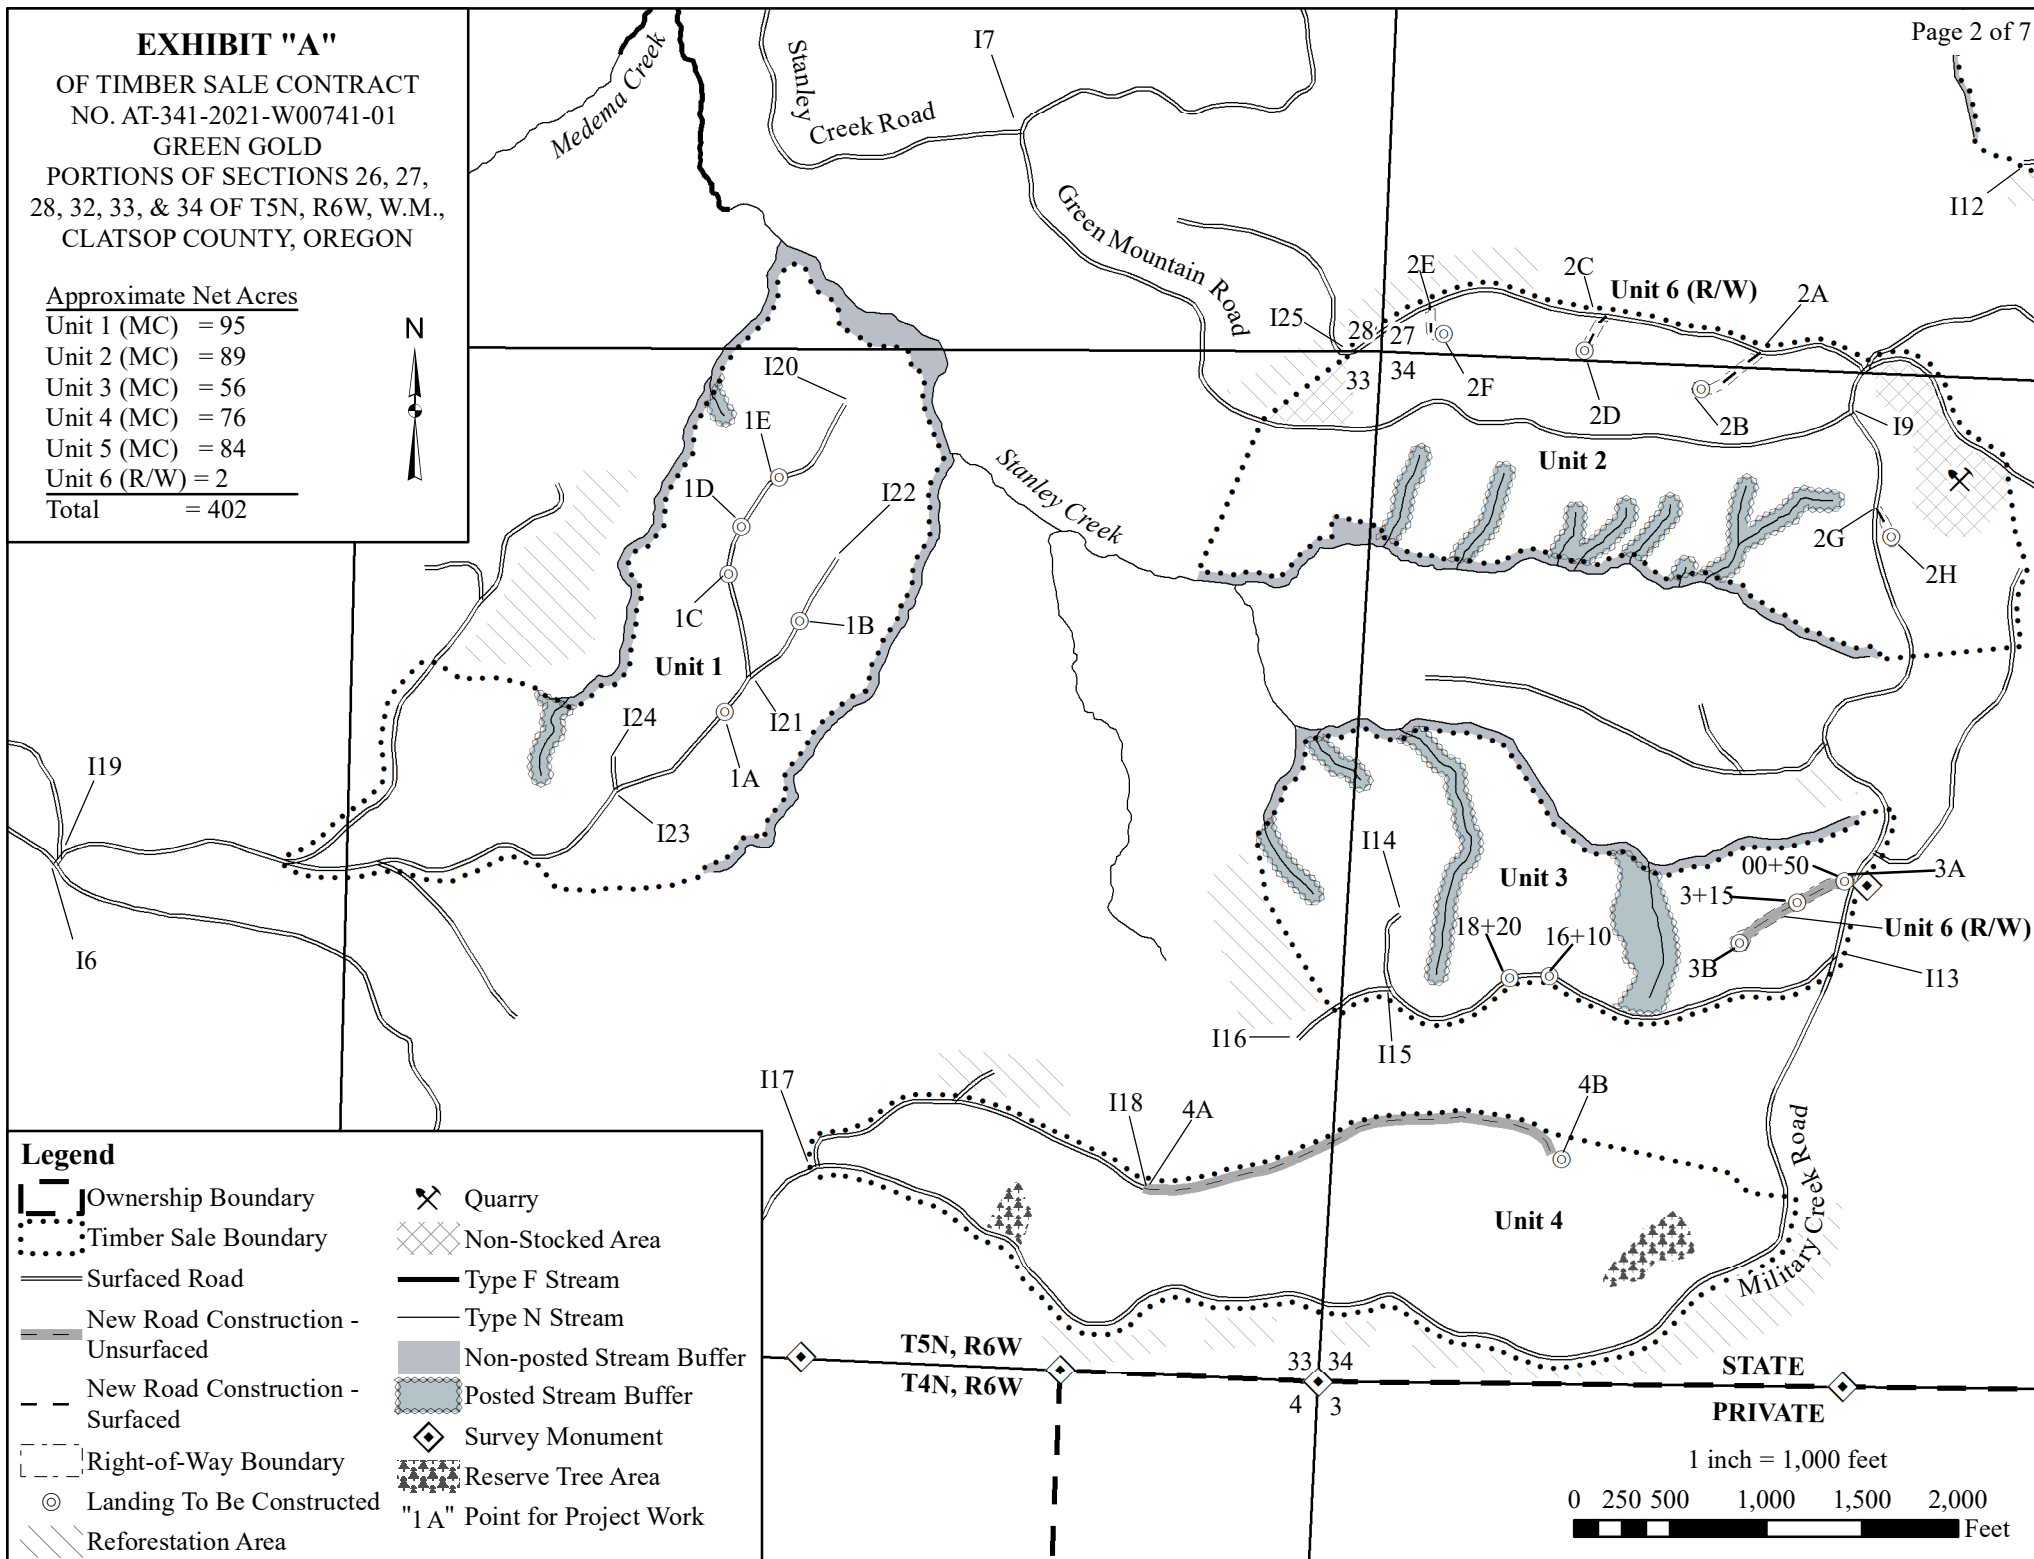 EXHIBIT "A"
OF TIMBER SALE CONTRACT
NO. AT-341-2021-W00741-01
GREEN GOLD
PORTIONS OF SECTIONS 26, 27,
28, 32, 33, & 34 OF T5N, R6W, W.M.,
CLATSOP COUNTY, OREGON
Approximate Net Acres
Unit 1 (MC) = 95
Unit 2 (MC) = 89
Unit 3 (MC) = 56
Unit 4 (MC) = 76
Unit 5 (MC) = 84
Unit 6 (R/W) = 2
Total = 402
N
Page 2 of 7
Medema Creek
Stanley
Creek Road
I7
I12
Green Mountain Road
2E
2C
Unit 6 (R/W)
2A
I25
28
27
33
34
2F
2D
2B
I9
I20
1E
1D
I22
Stanley Creek
Unit 2
2G
2H
1C
1B
Unit 1
I24
I21
1A
I23
I19
I6
I14
Unit 3
00+50
3A
3+15
Unit 6 (R/W)
18+20
16+10
3B
I13
I16
I15
I17
I18
4A
4B
Unit 4
Military Creek Road
T5N, R6W
T4N, R6W
33
34
4
3
STATE
PRIVATE
1 inch = 1,000 feet
0 250 500 1,000 1,500 2,000
Feet
Legend
Ownership Boundary
Timber Sale Boundary
Surfaced Road
New Road Construction -
Unsurfaced
New Road Construction -
Surfaced
Right-of-Way Boundary
Landing To Be Constructed
Reforestation Area
Quarry
Non-Stocked Area
Type F Stream
Type N Stream
Non-posted Stream Buffer
Posted Stream Buffer
Survey Monument
Reserve Tree Area
"1A" Point for Project Work